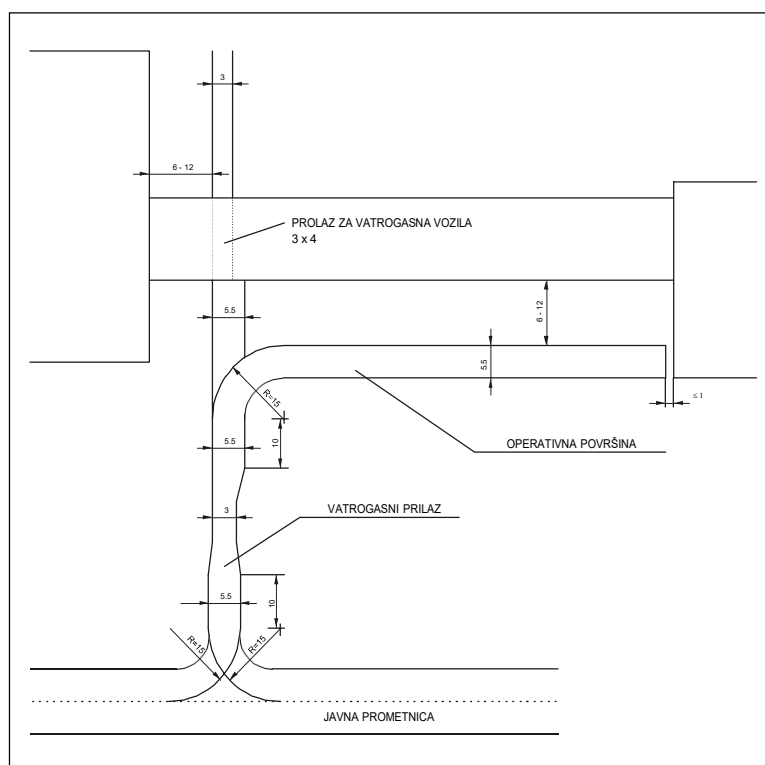 3
6 - 12
PROLAZ ZA VATROGASNA VOZILA
3 x 4
5.5
6 - 12
5.5
R=15
≤ 1
5.5
10
OPERATIVNA POVRŠINA
3
VATROGASNI PRILAZ
5.5
10
R=15
R=15
JAVNA PROMETNICA